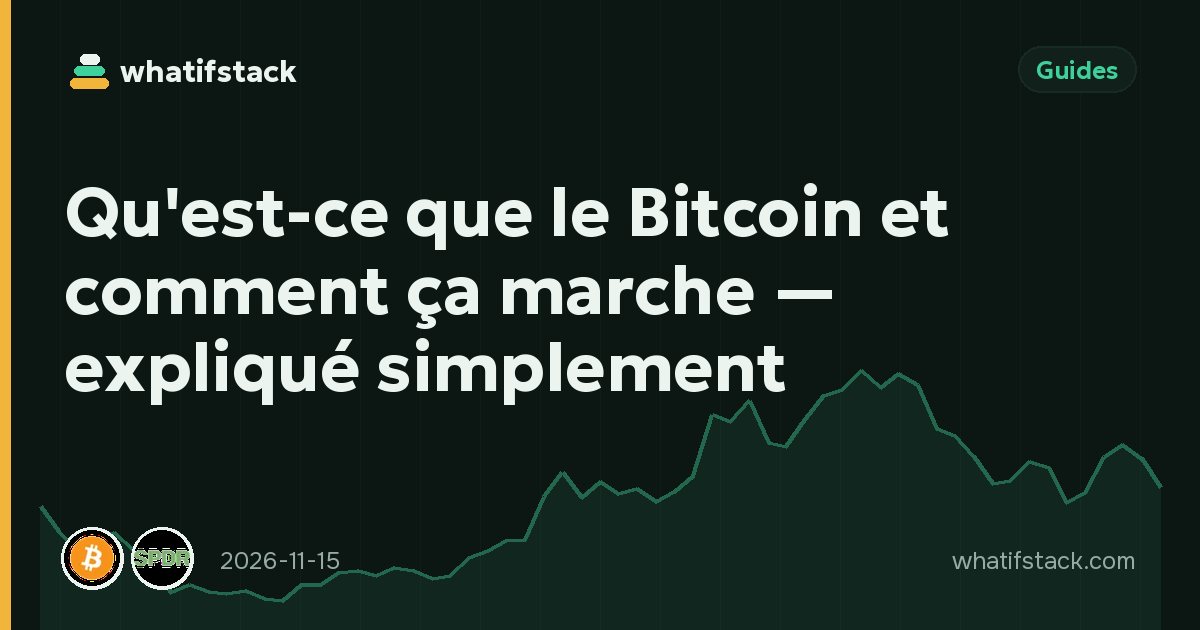 whatifstack
Guides
Qu'est-ce que le Bitcoin et
comment ça marche —
expliqué simplement
SPDR
2026-11-15
whatifstack.com